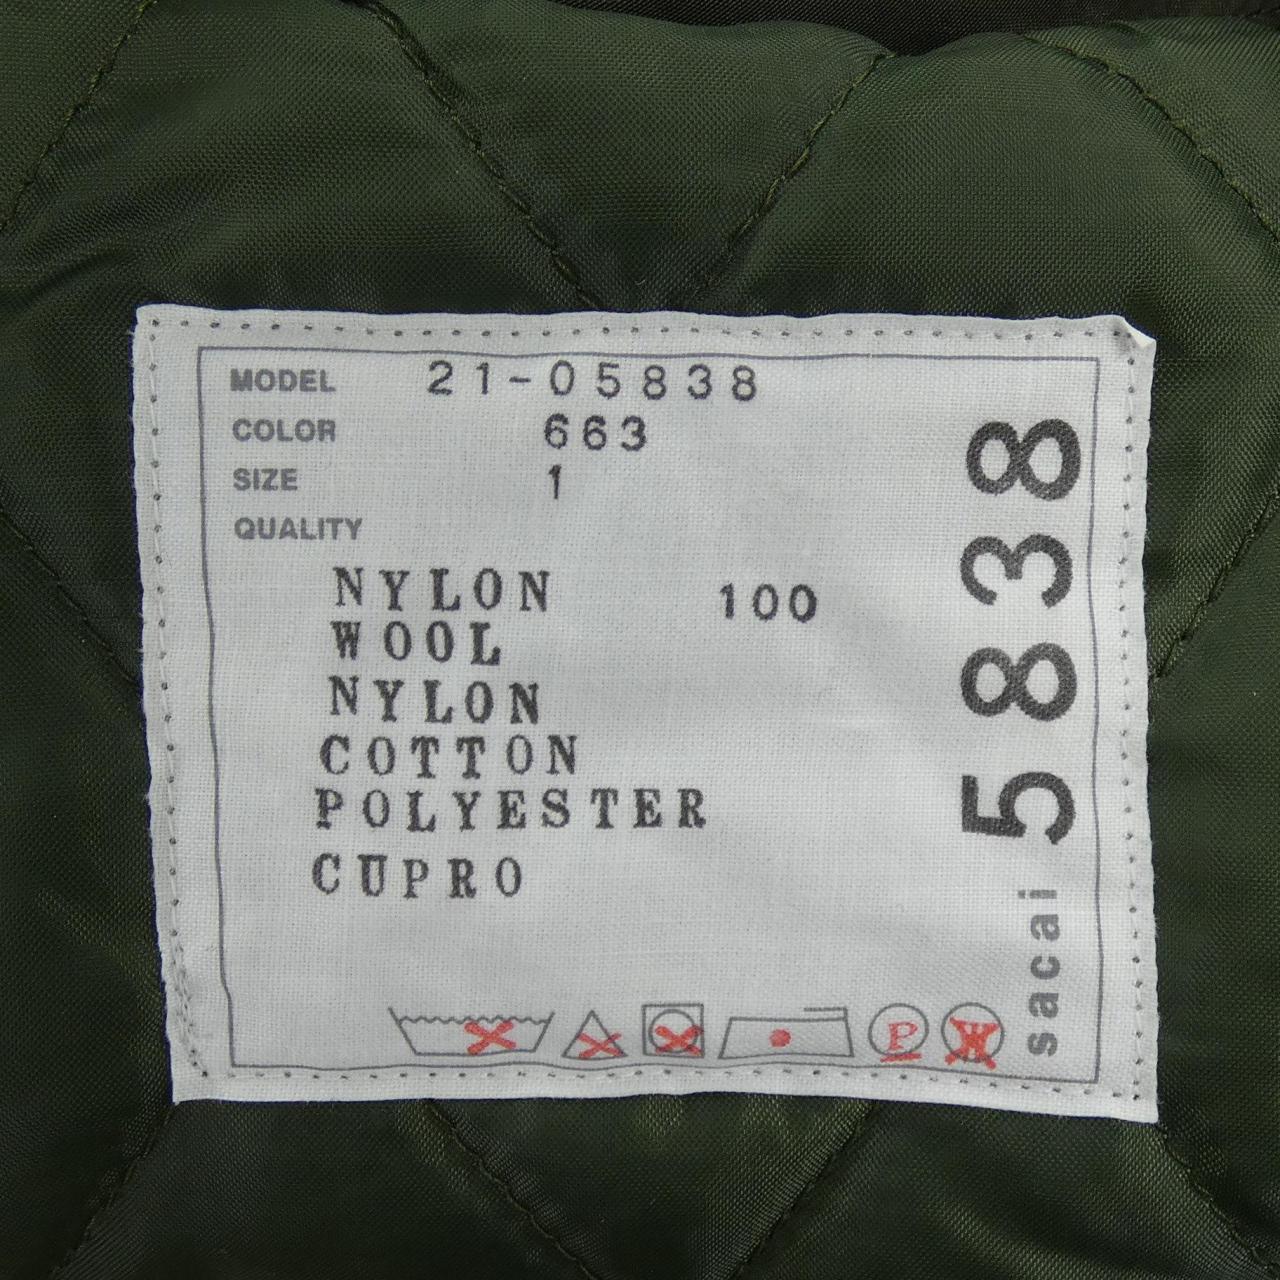 MODEL 21-05838
COLOR 663
SIZE 1
QUALITY
NYLON 100
WOOL
NYLON
COTTON
POLYESTER
CUPRO
P
W
sacai 5838